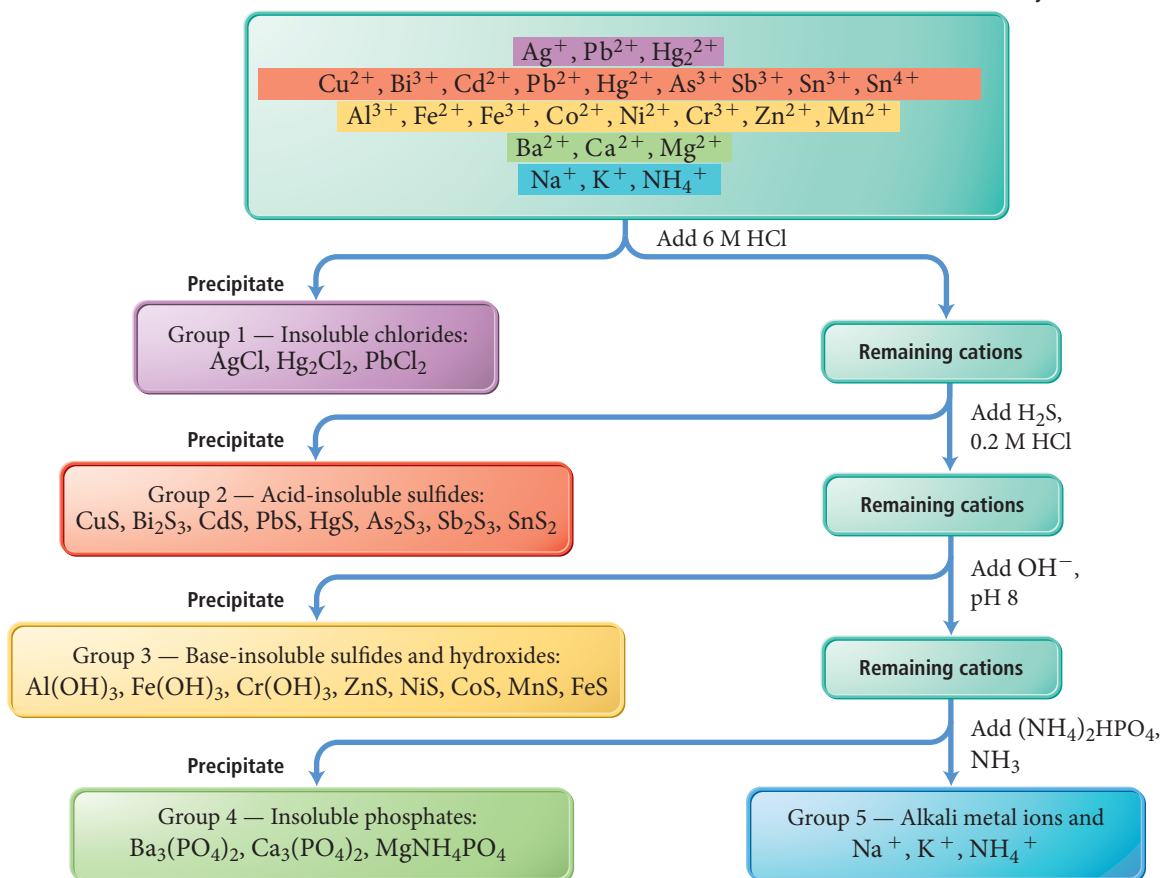 Ag⁺, Pb²⁺, Hg₂²⁺
Cu²⁺, Bi³⁺, Cd²⁺, Pb²⁺, Hg²⁺, As³⁺ Sb³⁺, Sn³⁺, Sn⁴⁺
Al³⁺, Fe²⁺, Fe³⁺, Co²⁺, Ni²⁺, Cr³⁺, Zn²⁺, Mn²⁺
Ba²⁺, Ca²⁺, Mg²⁺
Na⁺, K⁺, NH₄⁺
Add 6 M HCl
Precipitate
Group 1 — Insoluble chlorides:
AgCl, Hg₂Cl₂, PbCl₂
Remaining cations
Add H₂S,
0.2 M HCl
Precipitate
Group 2 — Acid-insoluble sulfides:
CuS, Bi₂S₃, CdS, PbS, HgS, As₂S₃, Sb₂S₃, SnS₂
Remaining cations
Add OH⁻,
pH 8
Precipitate
Group 3 — Base-insoluble sulfides and hydroxides:
Al(OH)₃, Fe(OH)₃, Cr(OH)₃, ZnS, NiS, CoS, MnS, FeS
Remaining cations
Add (NH₄)₂HPO₄,
NH₃
Precipitate
Group 4 — Insoluble phosphates:
Ba₃(PO₄)₂, Ca₃(PO₄)₂, MgNH₄PO₄
Group 5 — Alkali metal ions and
Na⁺, K⁺, NH₄⁺